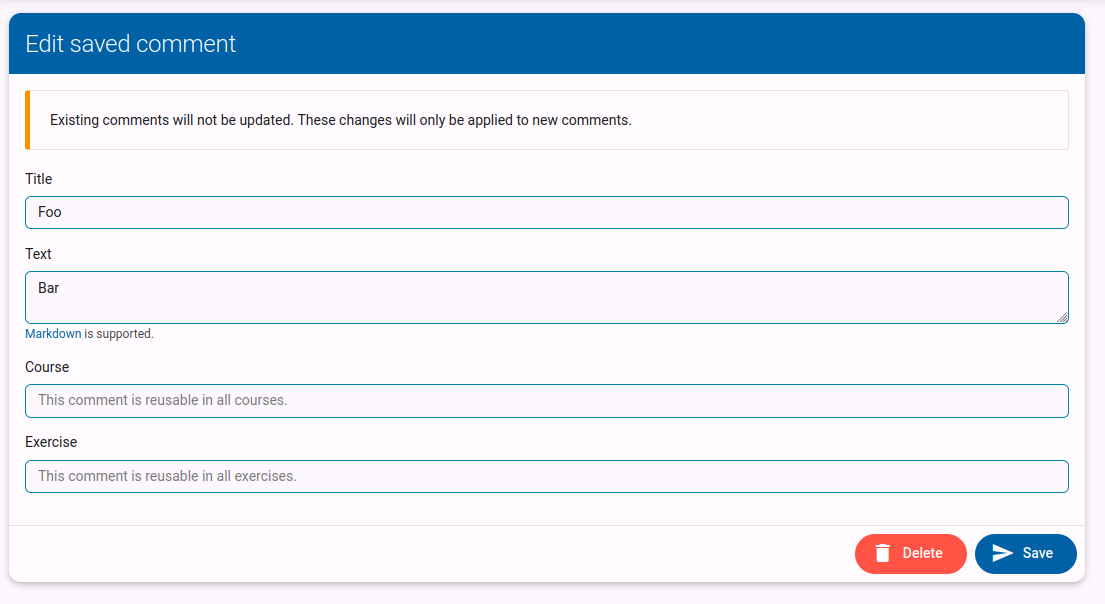 Edit saved comment
Existing comments will not be updated. These changes will only be applied to new comments.
Title
Foo
Text
Bar
Markdown is supported.
Course
This comment is reusable in all courses.
Exercise
This comment is reusable in all exercises.
Delete
Save